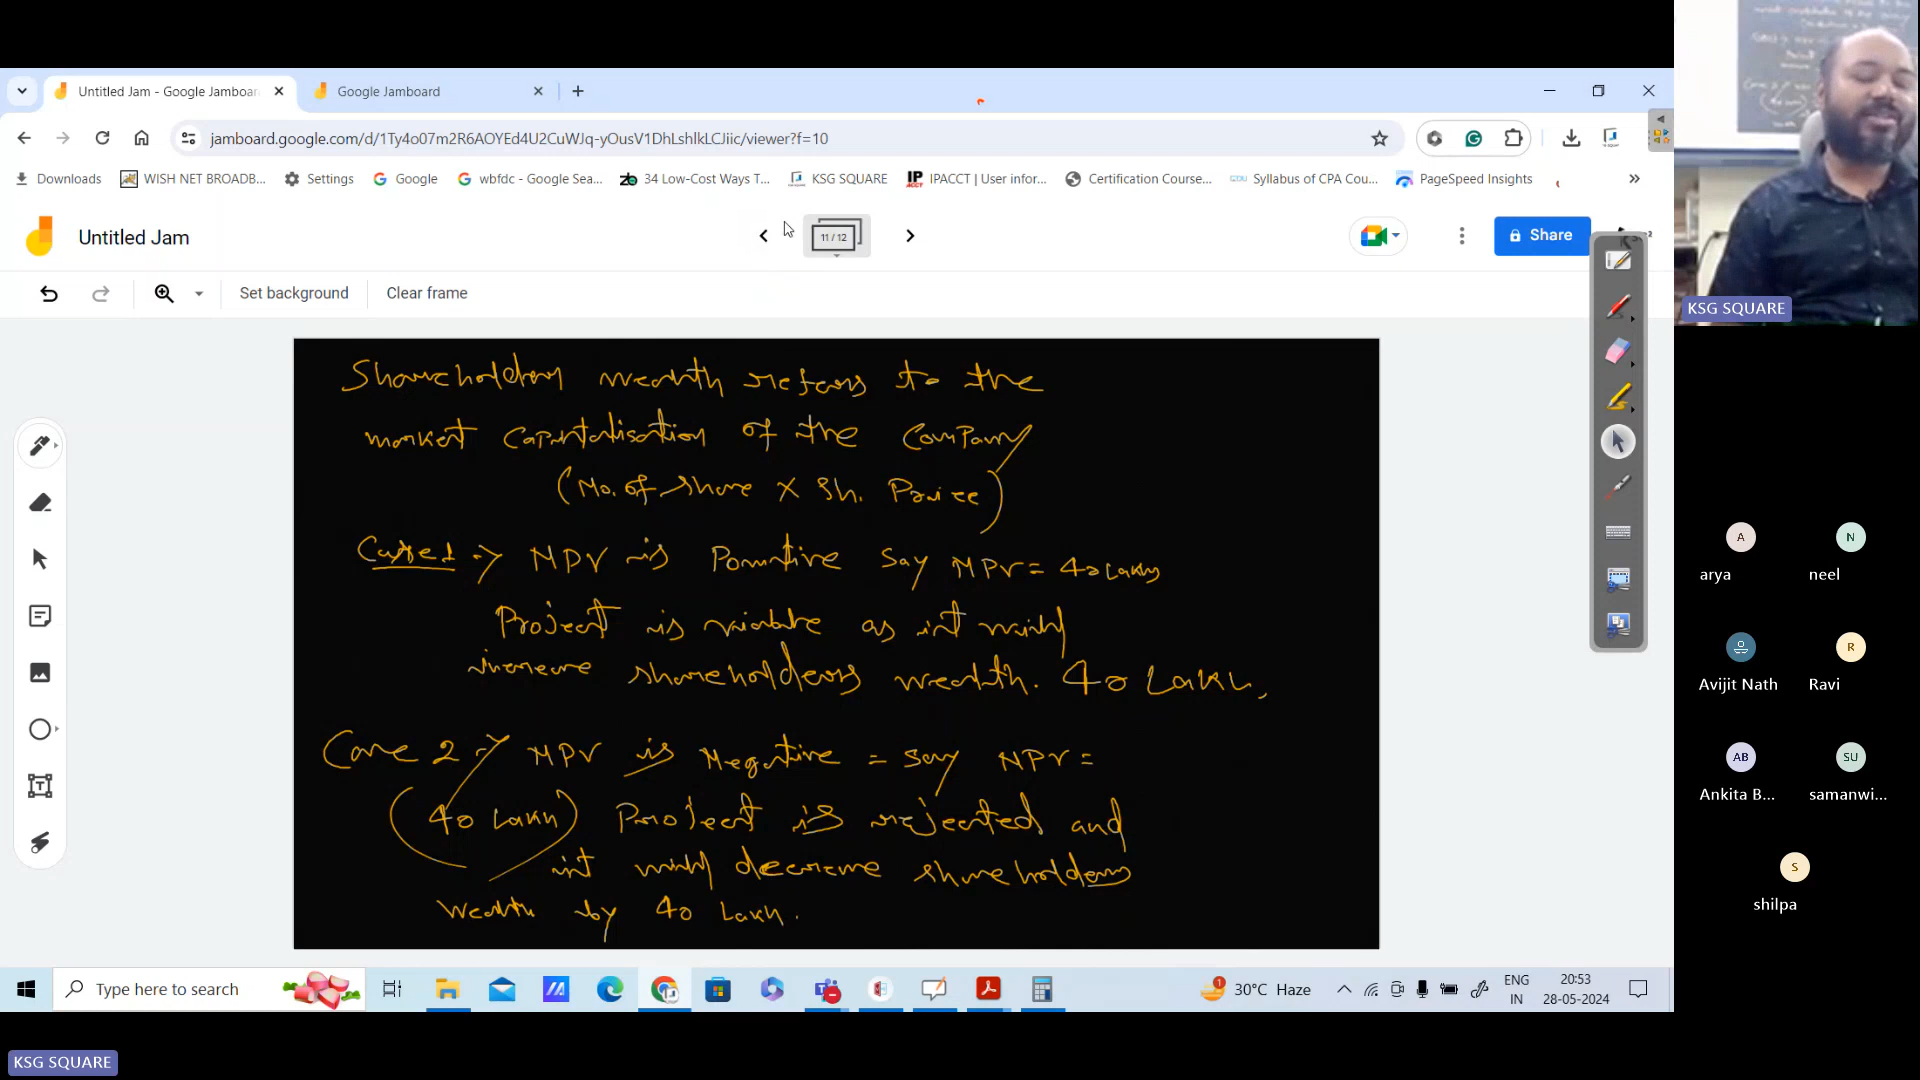 Untitled Jam - Google Jamboar
Google Jamboard
jamboard.google.com/d/1Ty4o07m2R6AOYEd4U2CuWJq-yOusV1DhLshlkLCJiic/viewer?f=10
Downloads WISH NET BROADB... Settings Google wbfdc - Google Sea... 34 Low-Cost Ways T... KSG SQUARE IPACCT | User infor... Certification Course... Syllabus of CPA Cou... PageSpeed Insights
Untitled Jam
11 / 12
Share
Set background Clear frame
Shareholders wealth refers to the
market capitalisation of the Company
(No. of share X Sh. Price)
Case 1 → NPV is Positive Say NPV = 40 Lakhs
Project is viable as it will
increase shareholders wealth. 40 Lakh.
Case 2 → NPV is Negative = Say NPV =
(40 Lakh) Project is rejected and
it will decrease shareholders
wealth by 40 Lakh.
KSG SQUARE
A N
arya neel
R
Avijit Nath Ravi
AB SU
Ankita B... samanwi...
S
shilpa
Type here to search
1
30°C Haze
ENG
IN
20:53
28-05-2024
KSG SQUARE